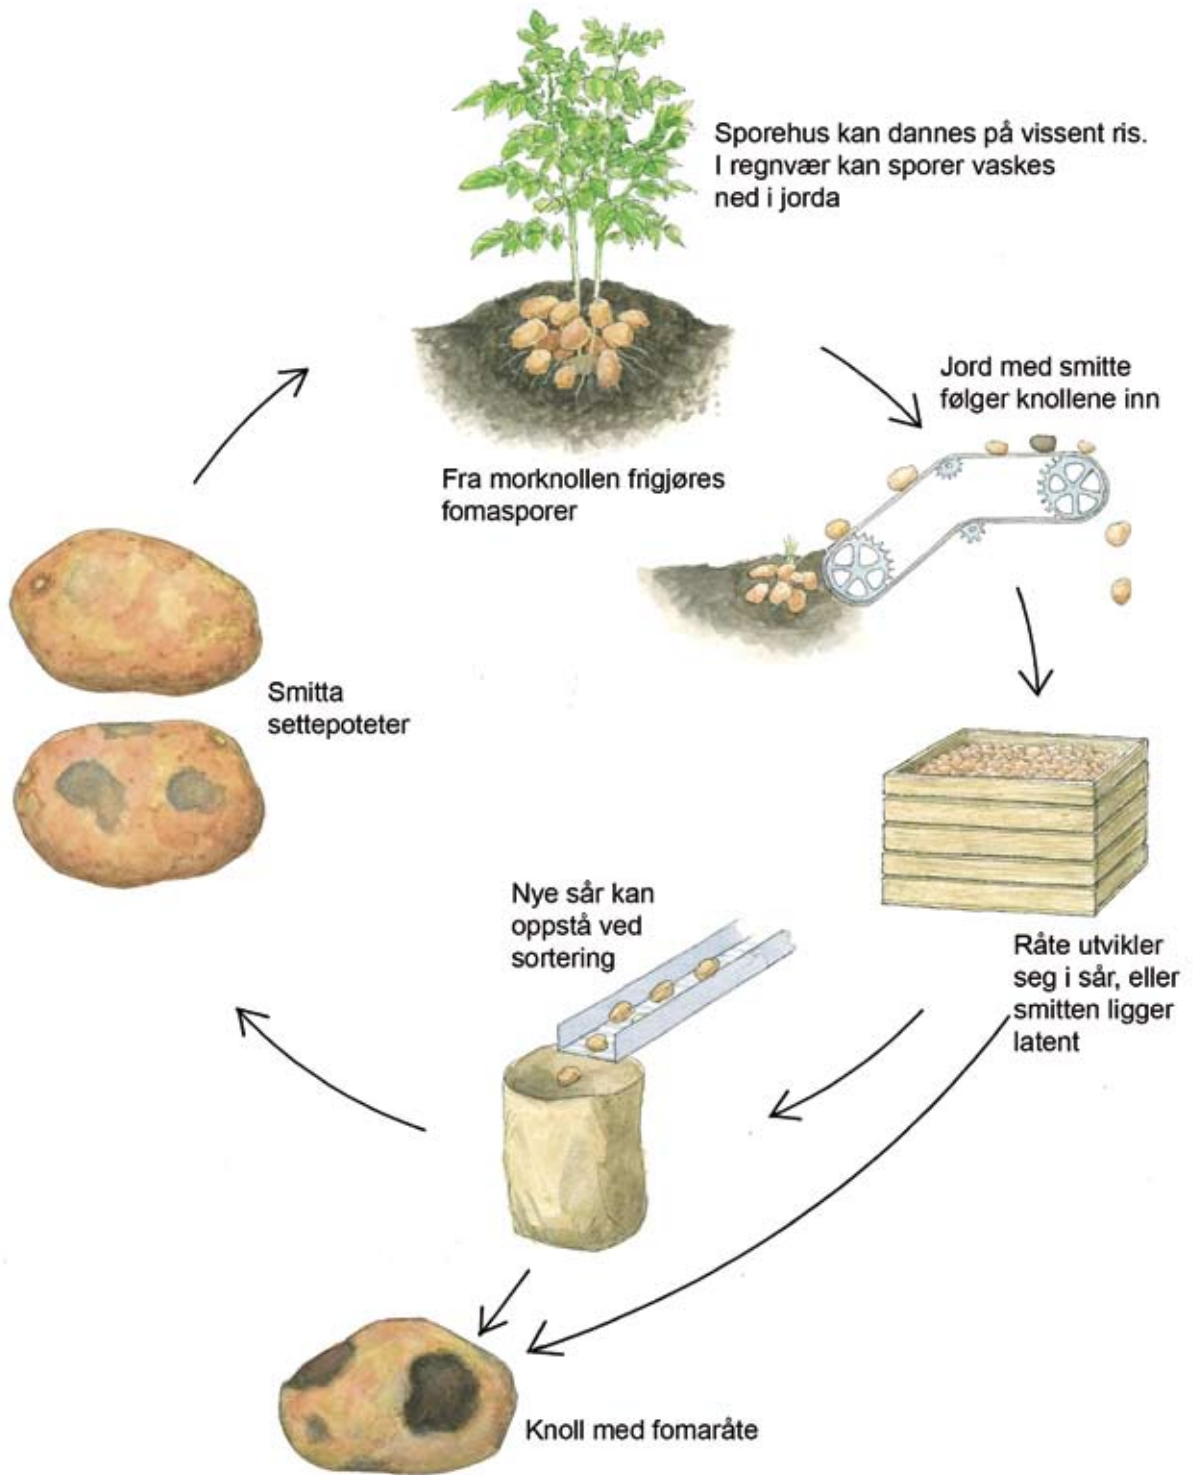 Sporehus kan dannes på vissent ris.
I regnvær kan sporer vaskes
ned i jorda
Jord med smitte
følger knollene inn
Fra morknollen frigjøres
fomasporer
Smitta
settepoteter
Nye sår kan
oppstå ved
sortering
Råte utvikler
seg i sår, eller
smitten ligger
latent
Knoll med fomaråte